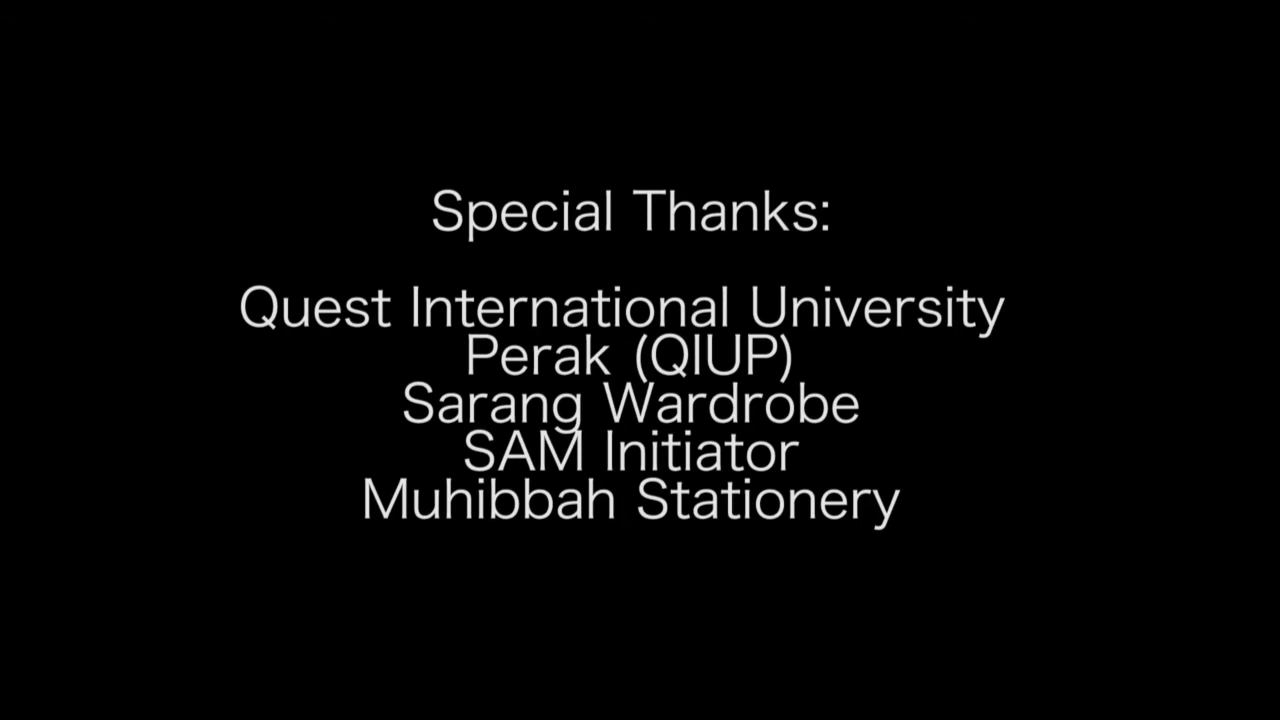 Special Thanks:
Quest International University
Perak (QIUP)
Sarang Wardrobe
SAM Initiator
Muhibbah Stationery